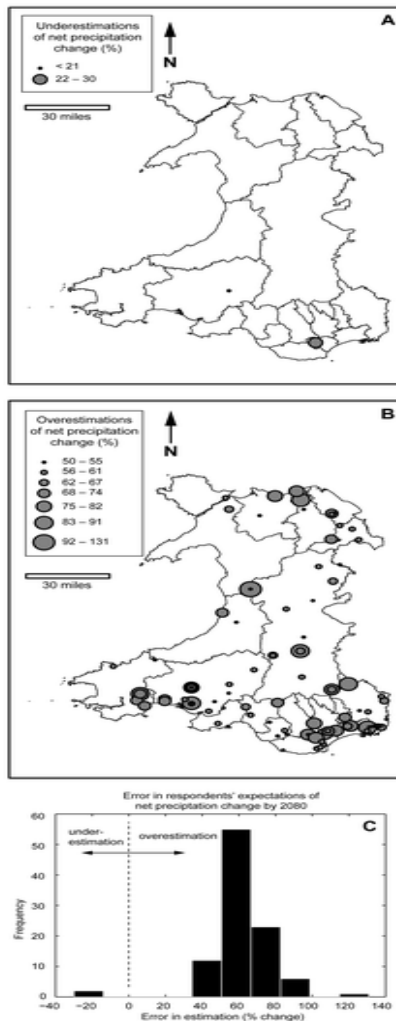 A
Underestimations
of net precipitation
change (%)
< 21
22 – 30
N
30 miles
B
Overestimations
of net precipitation
change (%)
50 – 55
56 – 61
62 – 67
68 – 74
75 – 82
83 – 91
92 – 131
N
30 miles
Error in respondents' expectations of
net preciptation change by 2080
C
under-
estimation
overestimation
60
50
40
30
20
10
0
Frequency
−40 −20 0 20 40 60 80 100 120 140
Error in estimation (% change)